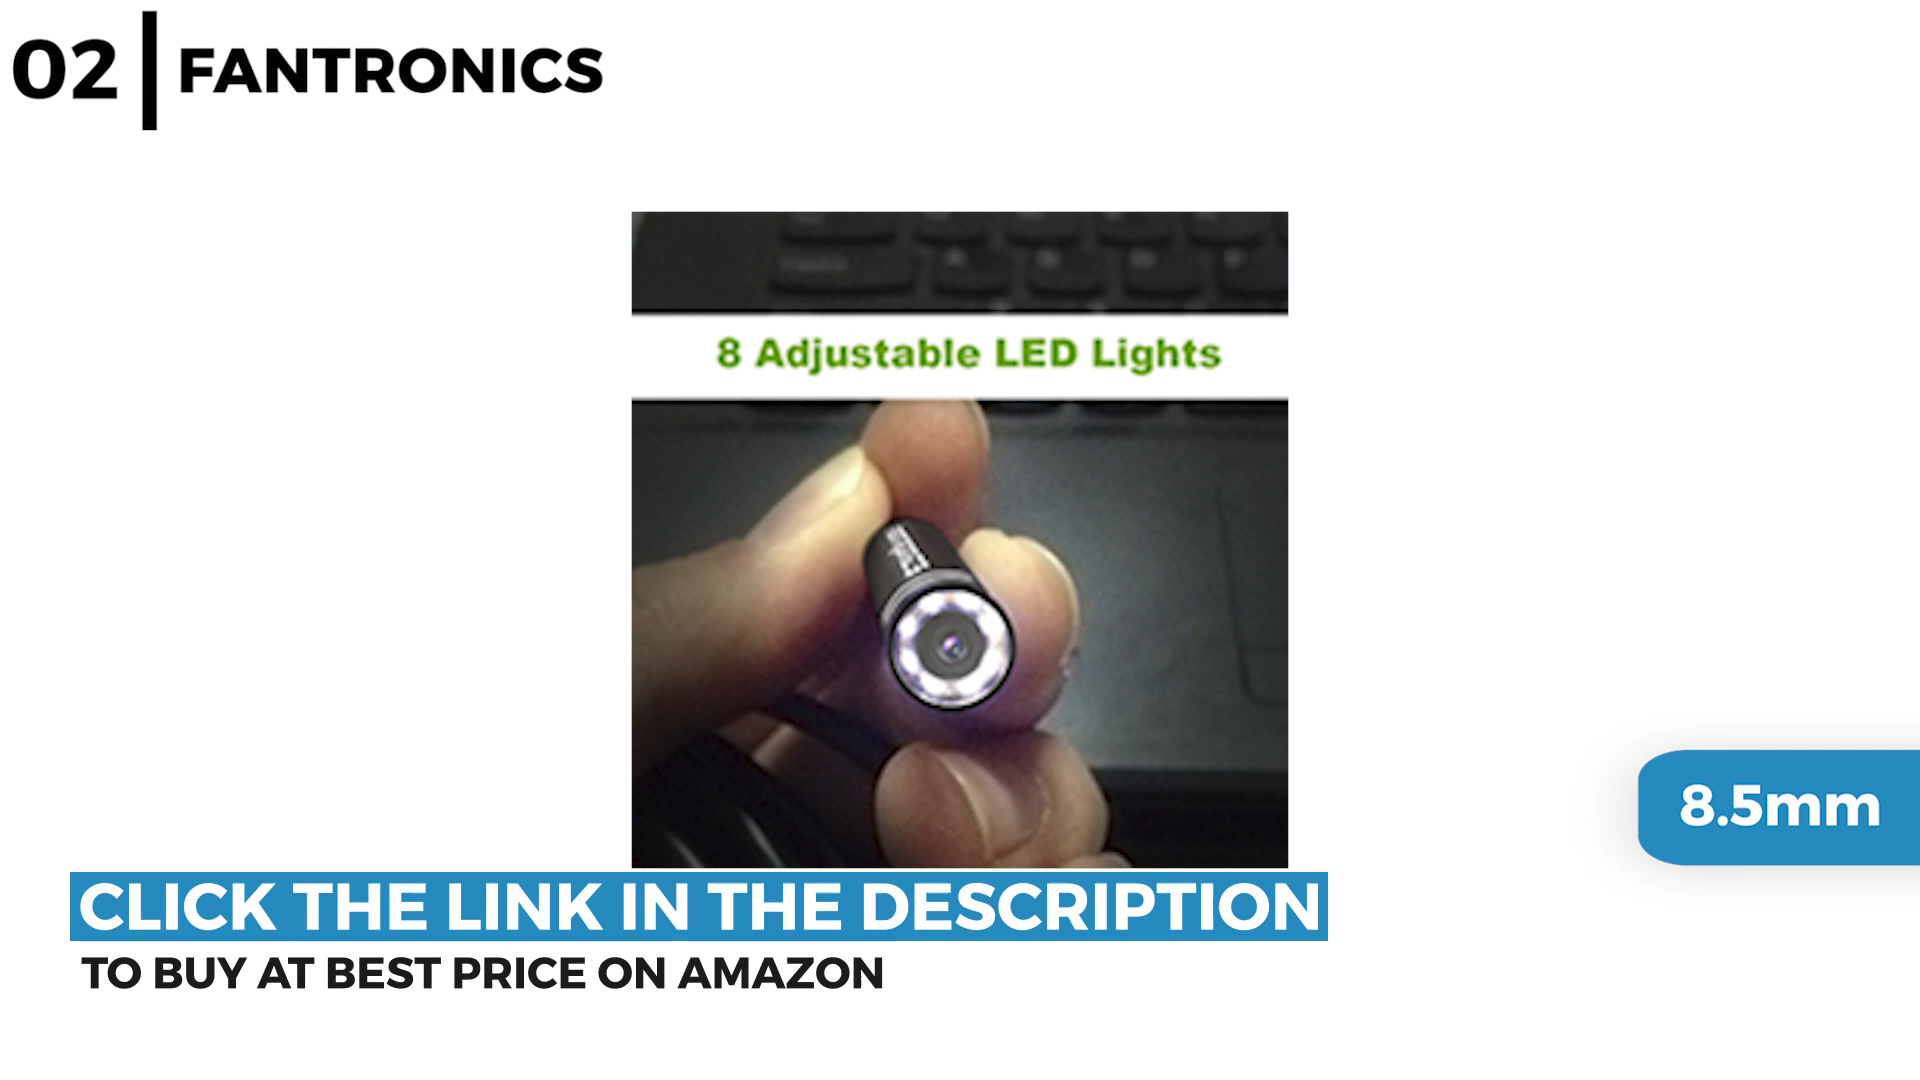 02 FANTRONICS
8 Adjustable LED Lights
8.5mm
CLICK THE LINK IN THE DESCRIPTION
TO BUY AT BEST PRICE ON AMAZON